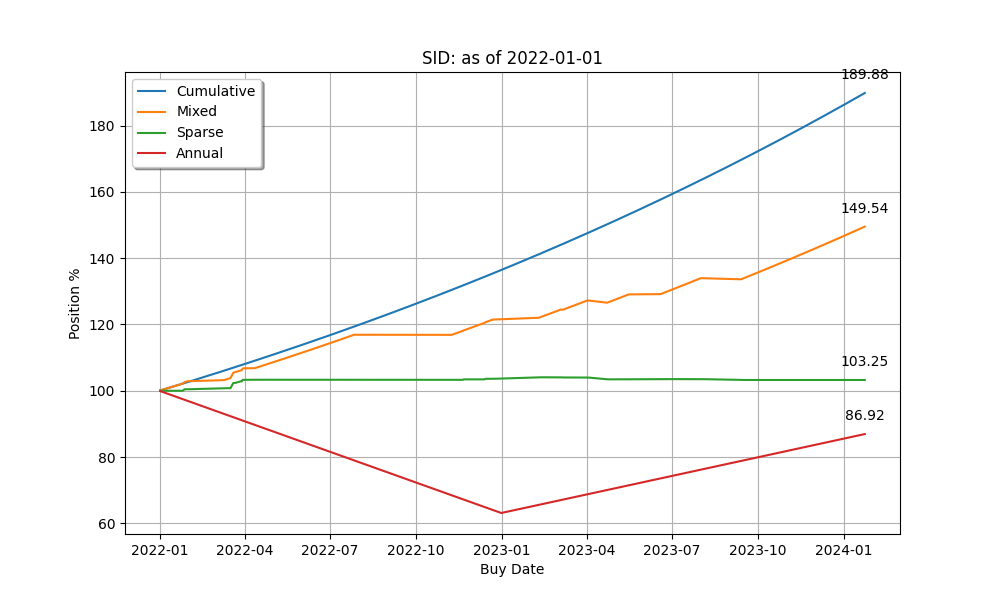 SID: as of 2022-01-01
189.88
Cumulative
Mixed
Sparse
Annual
180
160
149.54
140
Position %
120
103.25
100
86.92
80
60
2022-01 2022-04 2022-07 2022-10 2023-01 2023-04 2023-07 2023-10 2024-01
Buy Date